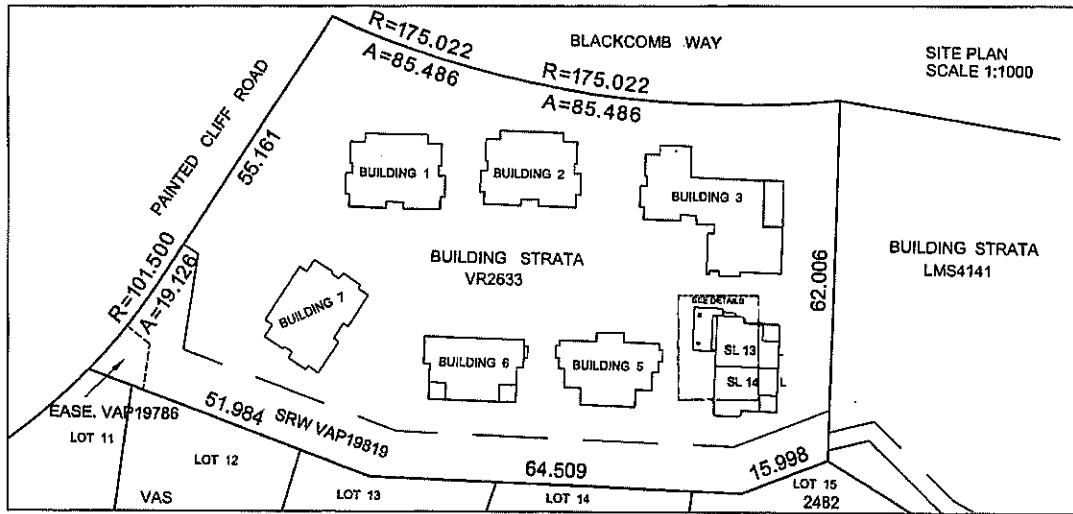 R=175.022
A=85.486
BLACKCOMB WAY
R=175.022
A=85.486
SITE PLAN
SCALE 1:1000
PAINTED CLIFF ROAD
55.161
BUILDING 1
BUILDING 2
BUILDING 3
BUILDING STRATA
VR2633
BUILDING STRATA
LMS4141
62.006
R=101.500
A=19.126
BUILDING 7
SEE DETAILS
SL 13
SL 14
L
BUILDING 6
BUILDING 5
EASE. VAP19786
51.984
SRW VAP19819
64.509
15.998
LOT 11
LOT 12
LOT 13
LOT 14
LOT 15
VAS
2482